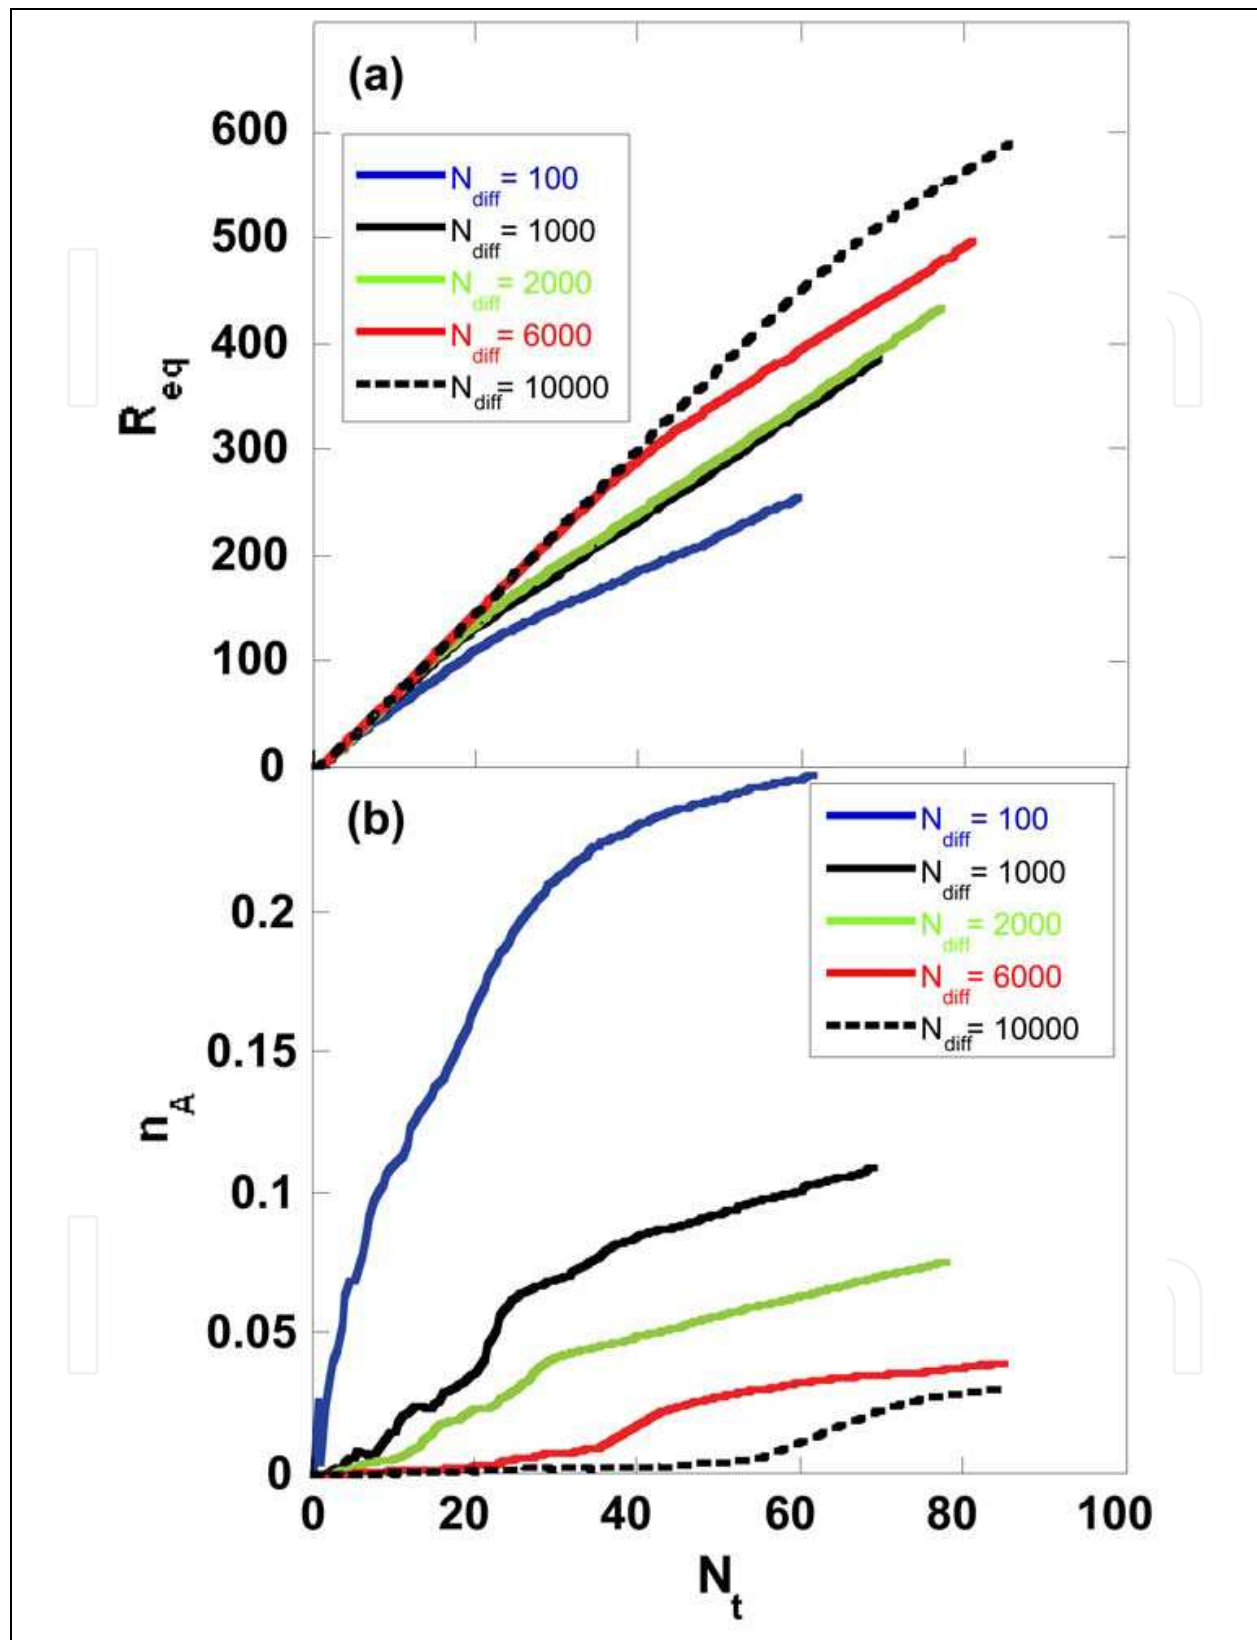 (a)
600
500
400
300
200
100
0
R_eq
N_diff = 100
N_diff = 1000
N_diff = 2000
N_diff = 6000
N_diff = 10000
(b)
0.2
0.15
0.1
0.05
0
n_A
N_diff = 100
N_diff = 1000
N_diff = 2000
N_diff = 6000
N_diff = 10000
0 20 40 60 80 100
N_t